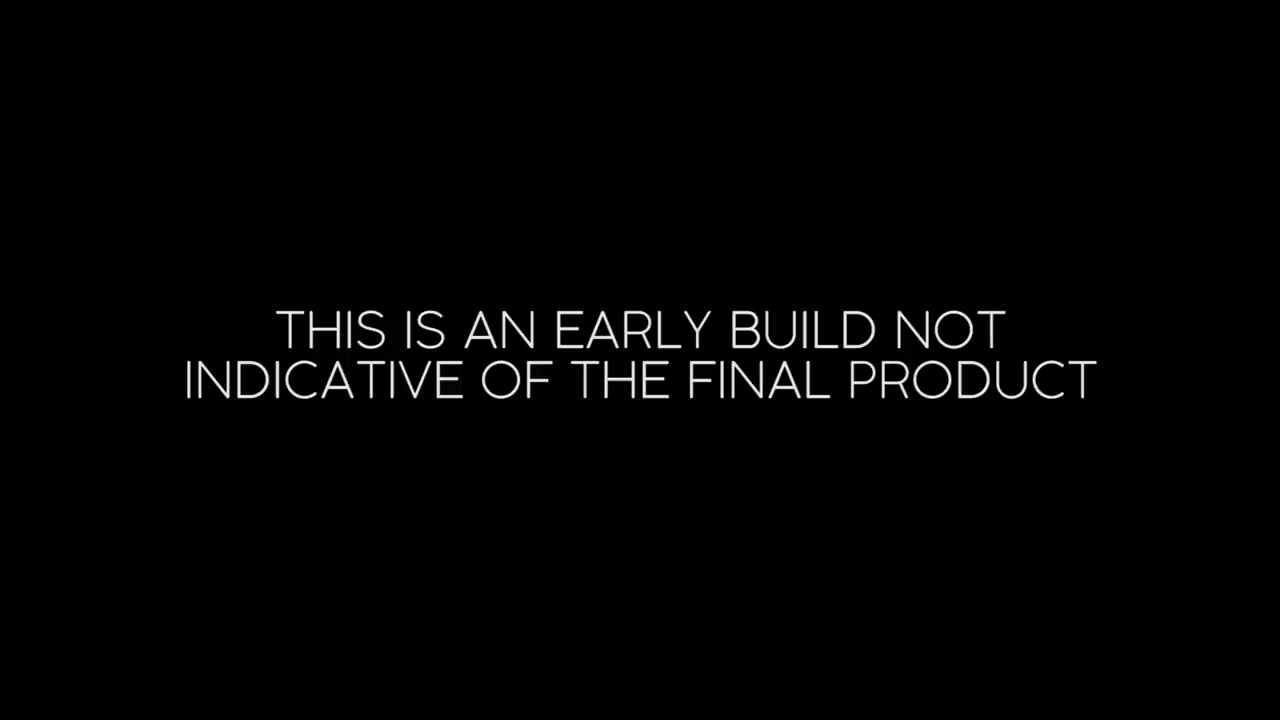 THIS IS AN EARLY BUILD NOT
INDICATIVE OF THE FINAL PRODUCT